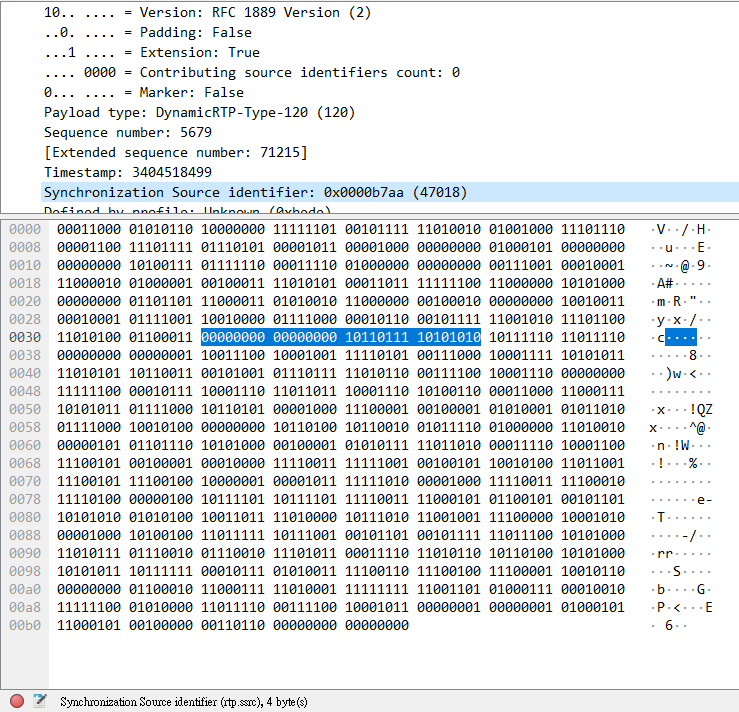 10.. .... = Version: RFC 1889 Version (2)
..0. .... = Padding: False
...1 .... = Extension: True
.... 0000 = Contributing source identifiers count: 0
0... .... = Marker: False
Payload type: DynamicRTP-Type-120 (120)
Sequence number: 5679
[Extended sequence number: 71215]
Timestamp: 3404518499
Synchronization Source identifier: 0x0000b7aa (47018)
Defined by profile: Unknown (0xbede)
0000 00011000 01010110 10000000 11111101 00101111 11010010 01001000 11101110 ·V··/·H·
0008 00001100 11101111 01110101 00001011 00001000 00000000 01000101 00000000 ··u···E·
0010 00000000 10100111 01111110 00011110 01000000 00000000 00111001 00010001 ··~·@·9·
0018 11000010 01000001 00100011 11010101 00011011 11111100 11000000 10101000 ·A#·····
0020 00000000 01101101 11000011 01010010 11000000 00100010 00000000 10010011 ·m·R·"··
0028 00010001 01111001 10010000 01111000 00010110 00101111 11001010 11101100 ·y·x·/··
0030 11010100 01100011 00000000 00000000 10110111 10101010 10111110 11011110 ·c······
0038 00000000 00000001 10011100 10001001 11110101 00111000 10001111 10101011 ·····8··
0040 11010101 10110011 00101001 01110111 11010110 00111100 10001110 00000000 ··)w·<··
0048 11111100 00010111 10001110 11011011 10001110 10100110 00011000 11000111 ········
0050 10101011 01111000 10110101 00001000 11100001 00100001 01010001 01011010 ·x···!QZ
0058 01111000 10010100 00000000 10110100 10110010 01011110 01000000 11010010 x····^@·
0060 00000101 01101110 10101000 00100001 01010111 11011010 00011110 10001100 ·n·!W···
0068 11100101 00100001 00010000 11110011 11111001 00100101 10010100 11011001 ·!···%··
0070 11100101 11100100 10000001 00001011 11111010 00001000 11110011 11100010 ········
0078 11110100 00000100 10111101 10111101 11110011 11000101 01100101 00101101 ······e-
0080 10101010 01010100 10011011 11010000 10111010 11001001 11100000 10001010 ·T······
0088 00001000 10100100 11011111 10111001 00101101 00101111 11011100 10101000 ····-/··
0090 11010111 01110010 01110010 11101011 00011110 11010110 10110100 10101000 ·rr·····
0098 10101011 10111111 00010111 01010011 11100110 11100100 11100001 10010110 ···S····
00a0 00000000 01100010 11000111 11010001 11111111 11001101 01000111 00010010 ·b····G·
00a8 11111100 01010000 11011110 00111100 10001011 00000001 00000001 01000101 ·P·<···E
00b0 11000101 00100000 00110110 00000000 00000000 · 6··
Synchronization Source identifier (rtp.ssrc), 4 byte(s)